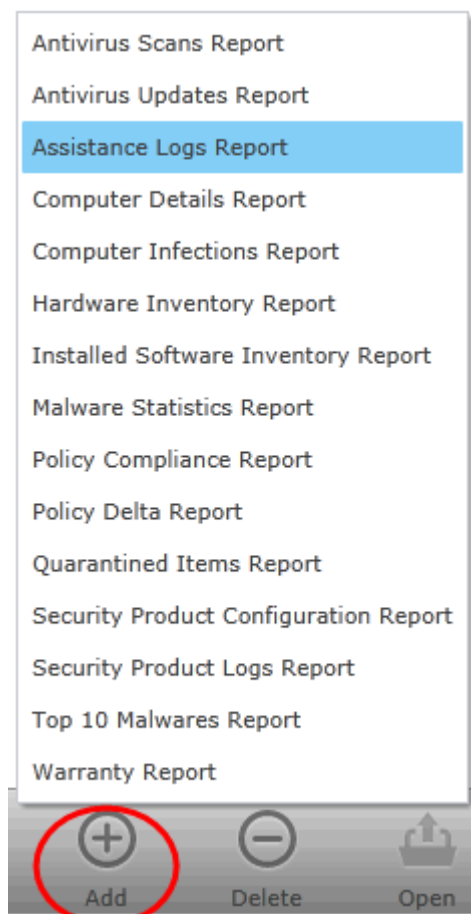 Antivirus Scans Report
Antivirus Updates Report
Assistance Logs Report
Computer Details Report
Computer Infections Report
Hardware Inventory Report
Installed Software Inventory Report
Malware Statistics Report
Policy Compliance Report
Policy Delta Report
Quarantined Items Report
Security Product Configuration Report
Security Product Logs Report
Top 10 Malwares Report
Warranty Report
Add Delete Open